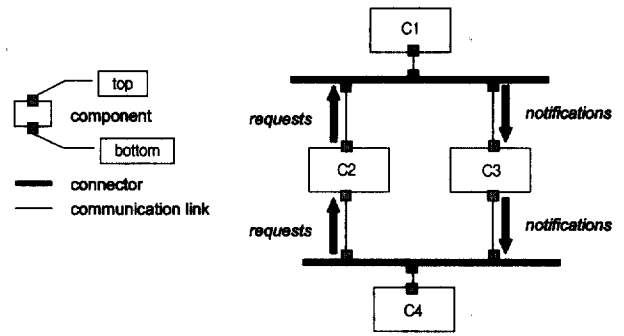 C1
top
component
bottom
connector
communication link
requests
notifications
C2
C3
requests
notifications
C4